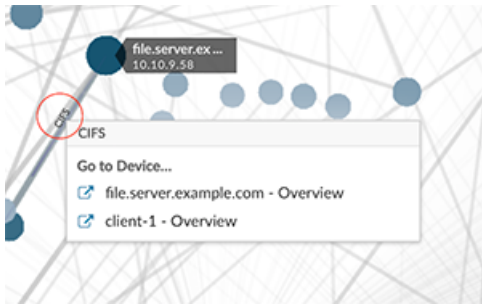 file.server.ex ...
10.10.9.58
CIFS
CIFS
Go to Device...
file.server.example.com - Overview
client-1 - Overview